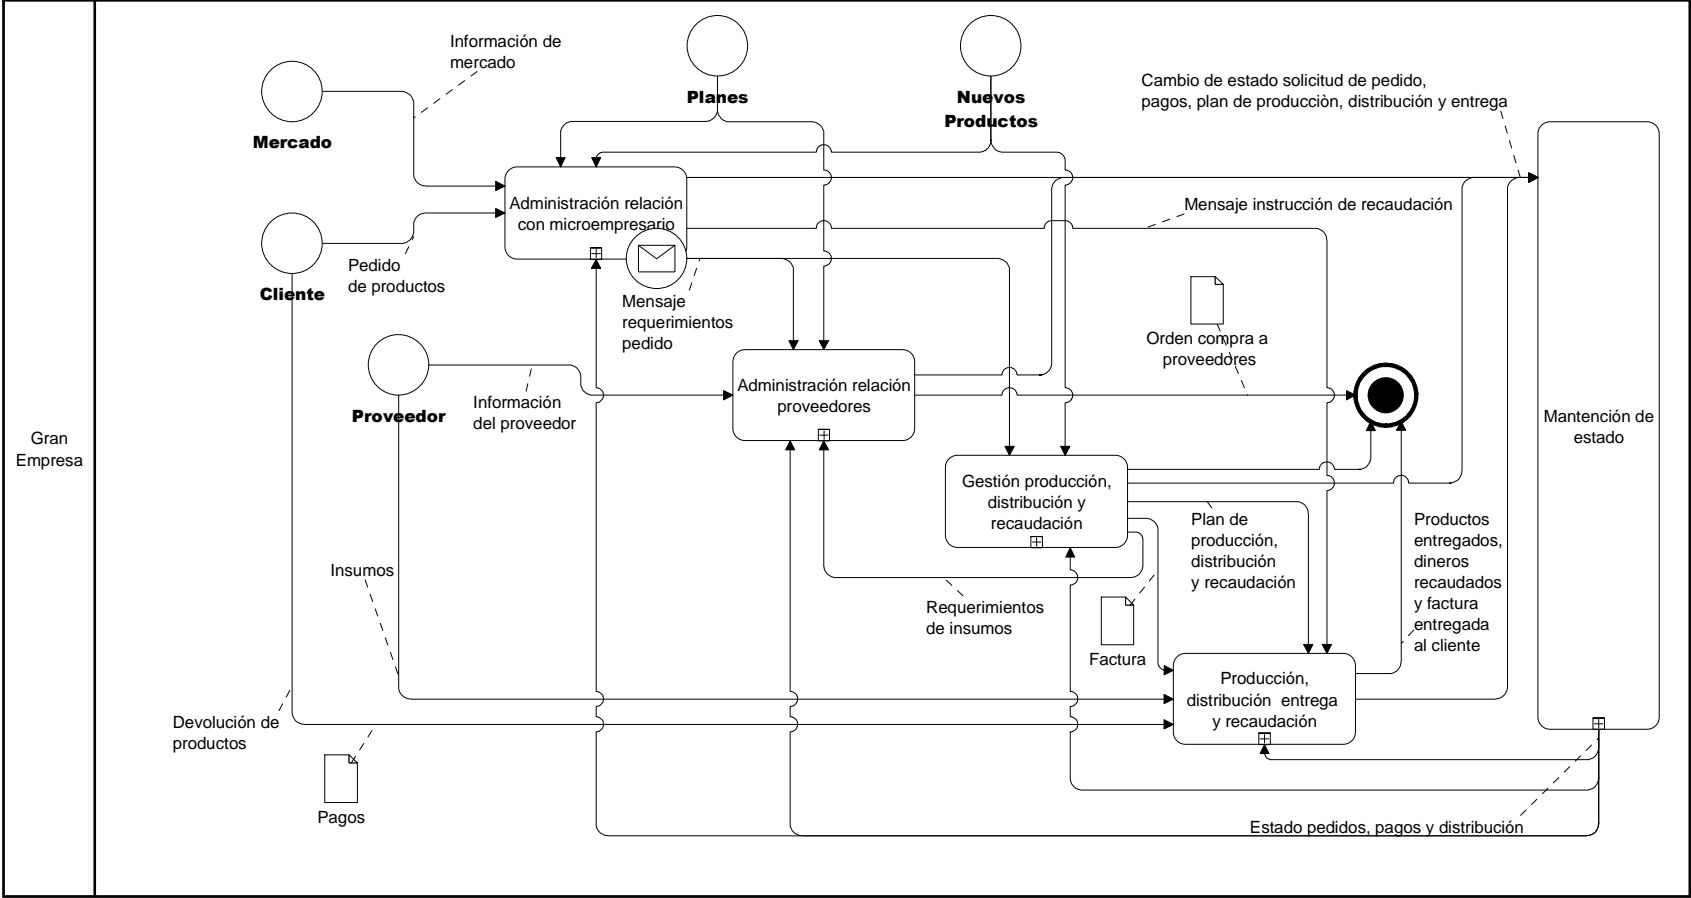 Información de
mercado
Planes
Nuevos
Productos
Cambio de estado solicitud de pedido,
pagos, plan de producciòn, distribución y entrega
Mercado
Administración relación
con microempresario
Mensaje instrucción de recaudación
Pedido
de productos
Cliente
Mensaje
requerimientos
pedido
Orden compra a
proveedores
Administración relación
proveedores
Proveedor
Información
del proveedor
Mantención de
estado
Gran
Empresa
Gestión producción,
distribución y
recaudación
Plan de
producción,
distribución
y recaudación
Productos
entregados,
dineros
recaudados
y factura
entregada
al cliente
Insumos
Requerimientos
de insumos
Factura
Producción,
distribución entrega
y recaudación
Devolución de
productos
Pagos
Estado pedidos, pagos y distribución